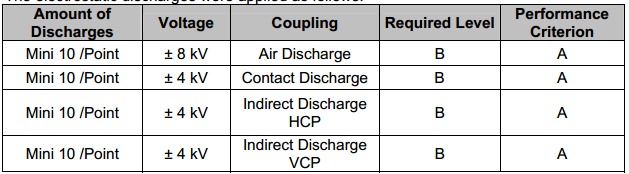 The electrostatic discharges were applied as follows:
Amount of Discharges Voltage Coupling Required Level Performance Criterion
Mini 10 /Point ± 8 kV Air Discharge B A
Mini 10 /Point ± 4 kV Contact Discharge B A
Mini 10 /Point ± 4 kV Indirect Discharge HCP B A
Mini 10 /Point ± 4 kV Indirect Discharge VCP B A